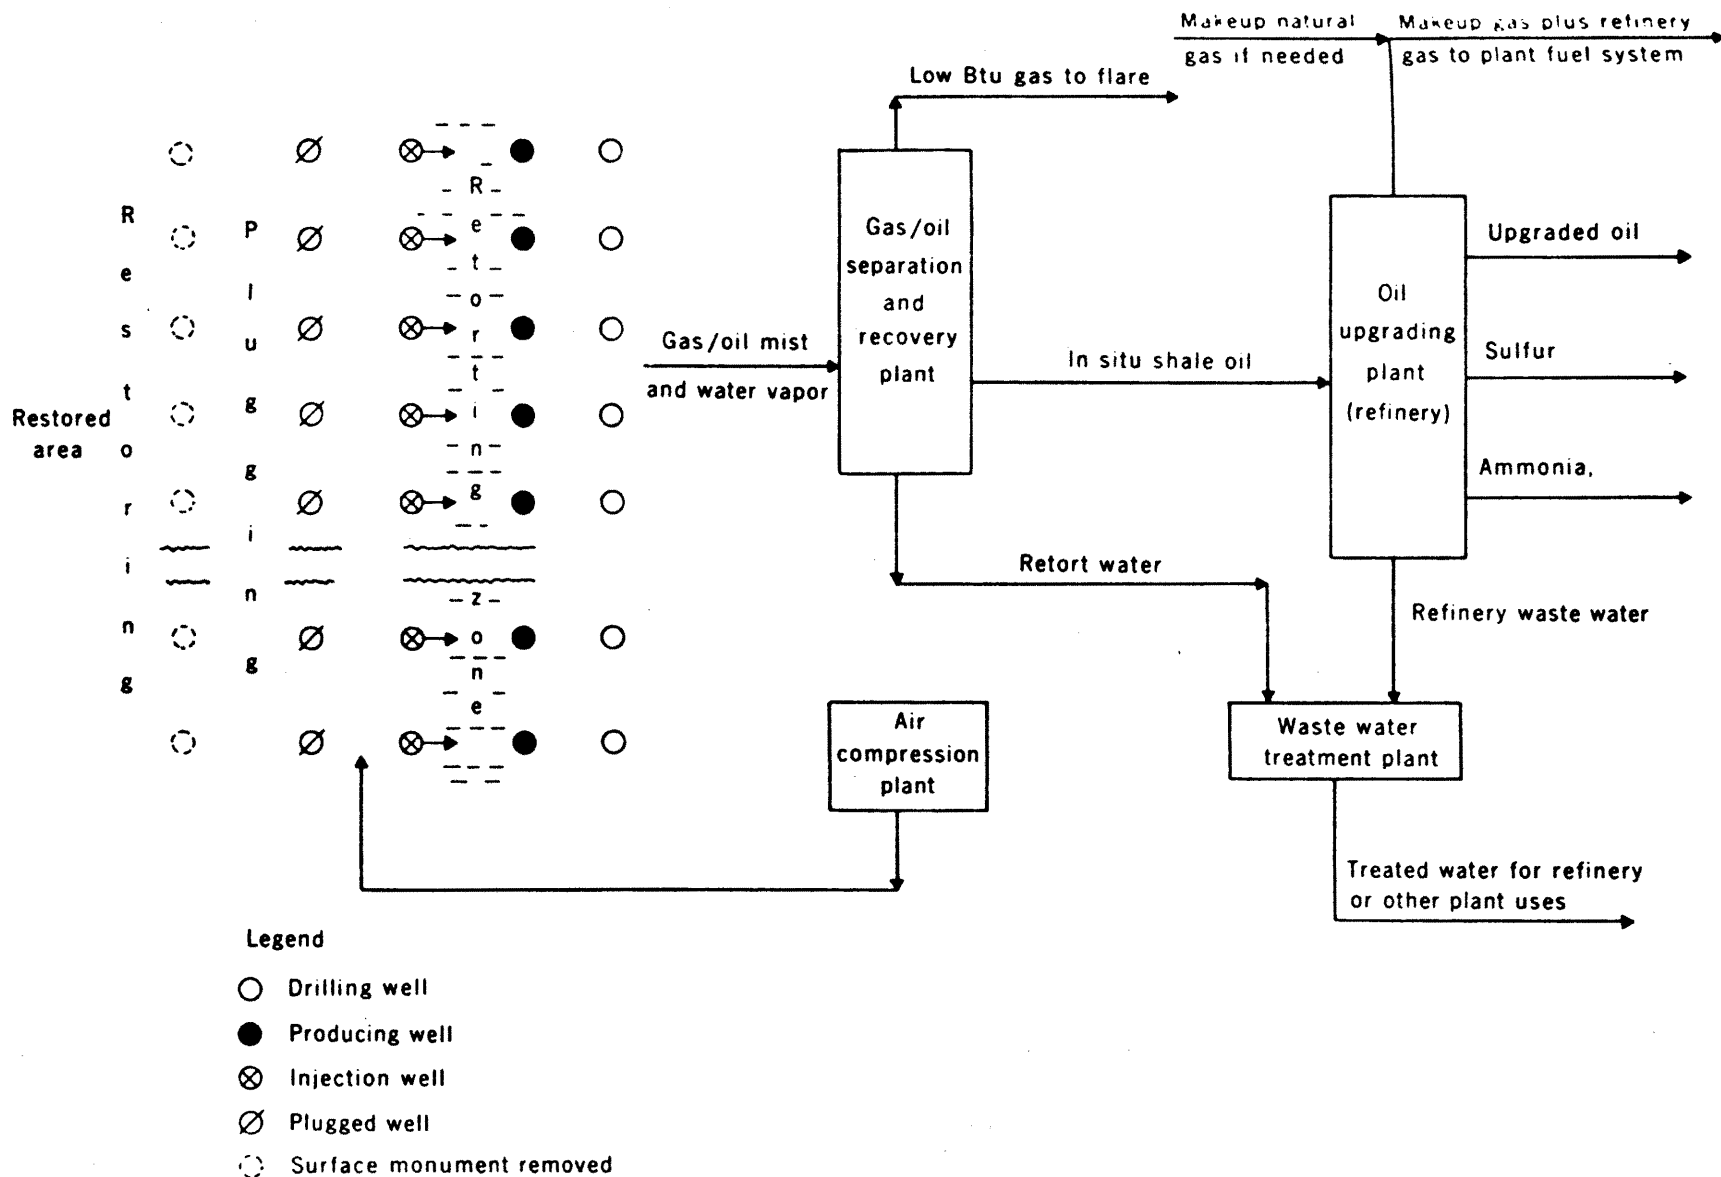 Makeup natural
gas if needed
Makeup gas plus refinery
gas to plant fuel system
Low Btu gas to flare
Restored
area
Restoring
Plugging
Retorting zone
Gas/oil mist
and water vapor
Gas/oil
separation
and
recovery
plant
In situ shale oil
Oil
upgrading
plant
(refinery)
Upgraded oil
Sulfur
Ammonia,
Retort water
Refinery waste water
Air
compression
plant
Waste water
treatment plant
Treated water for refinery
or other plant uses
Legend
Drilling well
Producing well
Injection well
Plugged well
Surface monument removed